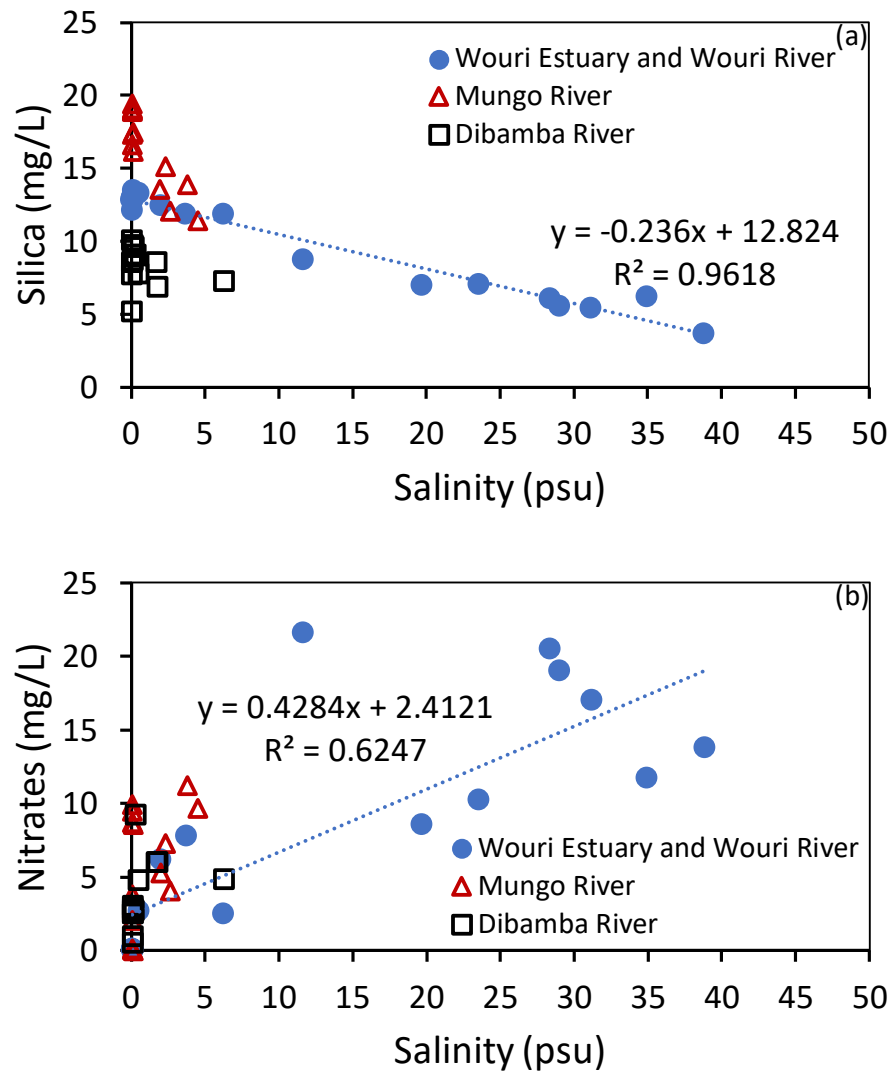 (a)
Wouri Estuary and Wouri River
Mungo River
Dibamba River
y = -0.236x + 12.824
R² = 0.9618
Silica (mg/L)
25
20
15
10
5
0
0 5 10 15 20 25 30 35 40 45 50
Salinity (psu)
(b)
y = 0.4284x + 2.4121
R² = 0.6247
Wouri Estuary and Wouri River
Mungo River
Dibamba River
Nitrates (mg/L)
25
20
15
10
5
0
0 5 10 15 20 25 30 35 40 45 50
Salinity (psu)